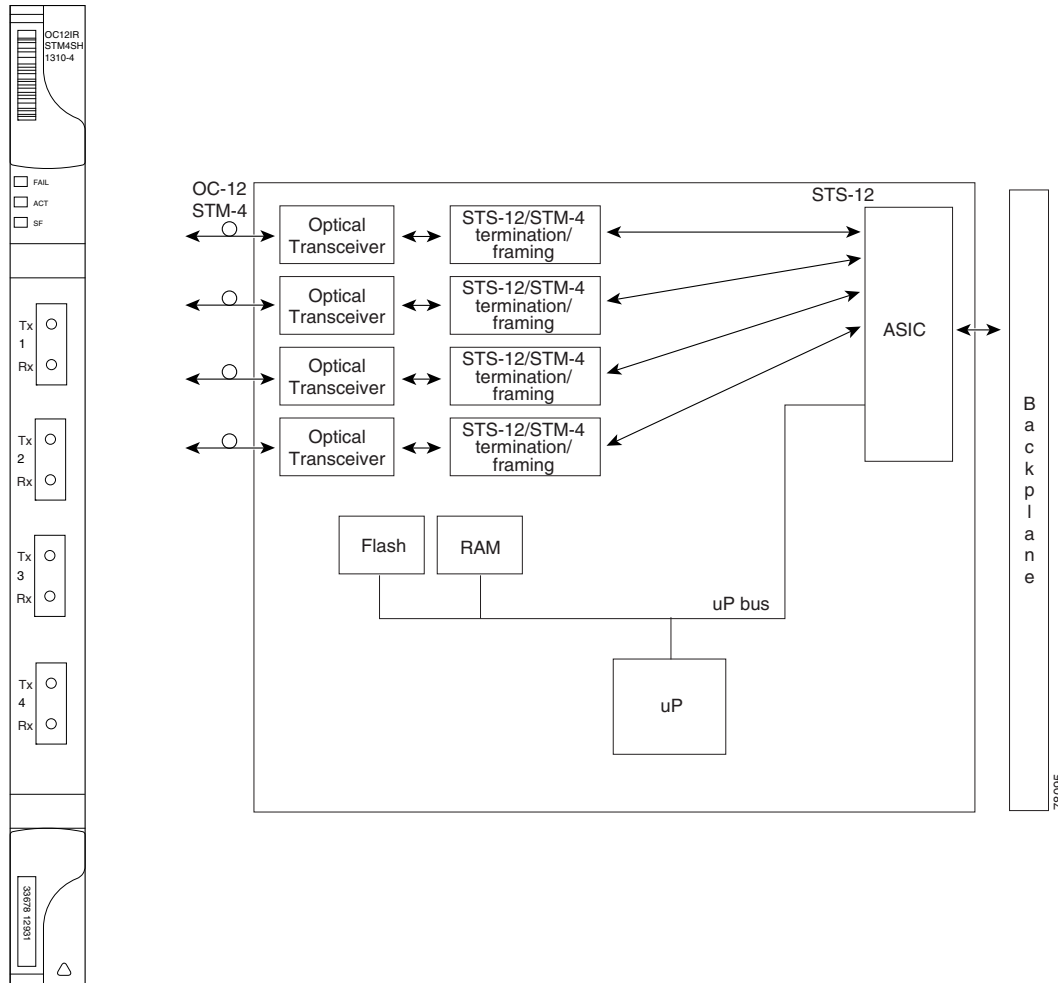 OC12IR
STM4SH
1310-4
FAIL
ACT
SF
Tx
1
Rx
Tx
2
Rx
Tx
3
Rx
Tx
4
Rx
33678 12931
OC-12
STM-4
STS-12
Optical
Transceiver
STS-12/STM-4
termination/
framing
Optical
Transceiver
STS-12/STM-4
termination/
framing
Optical
Transceiver
STS-12/STM-4
termination/
framing
Optical
Transceiver
STS-12/STM-4
termination/
framing
ASIC
Flash
RAM
uP bus
uP
Backplane
78095